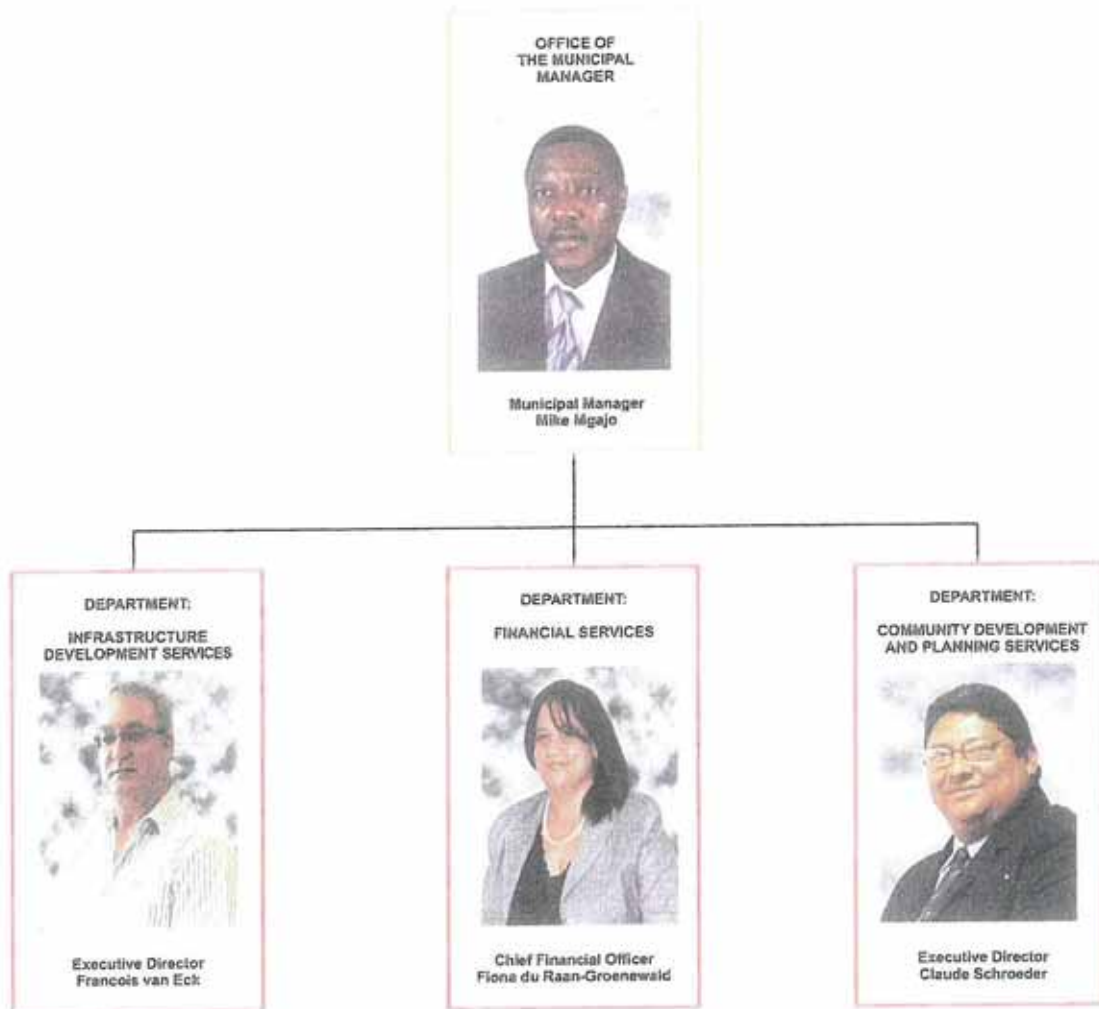 OFFICE OF
THE MUNICIPAL
MANAGER
Municipal Manager
Mike Mgajo
DEPARTMENT:
INFRASTRUCTURE
DEVELOPMENT SERVICES
Executive Director
Francois van Eck
DEPARTMENT:
FINANCIAL SERVICES
Chief Financial Officer
Fiona du Raan-Groenewald
DEPARTMENT:
COMMUNITY DEVELOPMENT
AND PLANNING SERVICES
Executive Director
Claude Schroeder